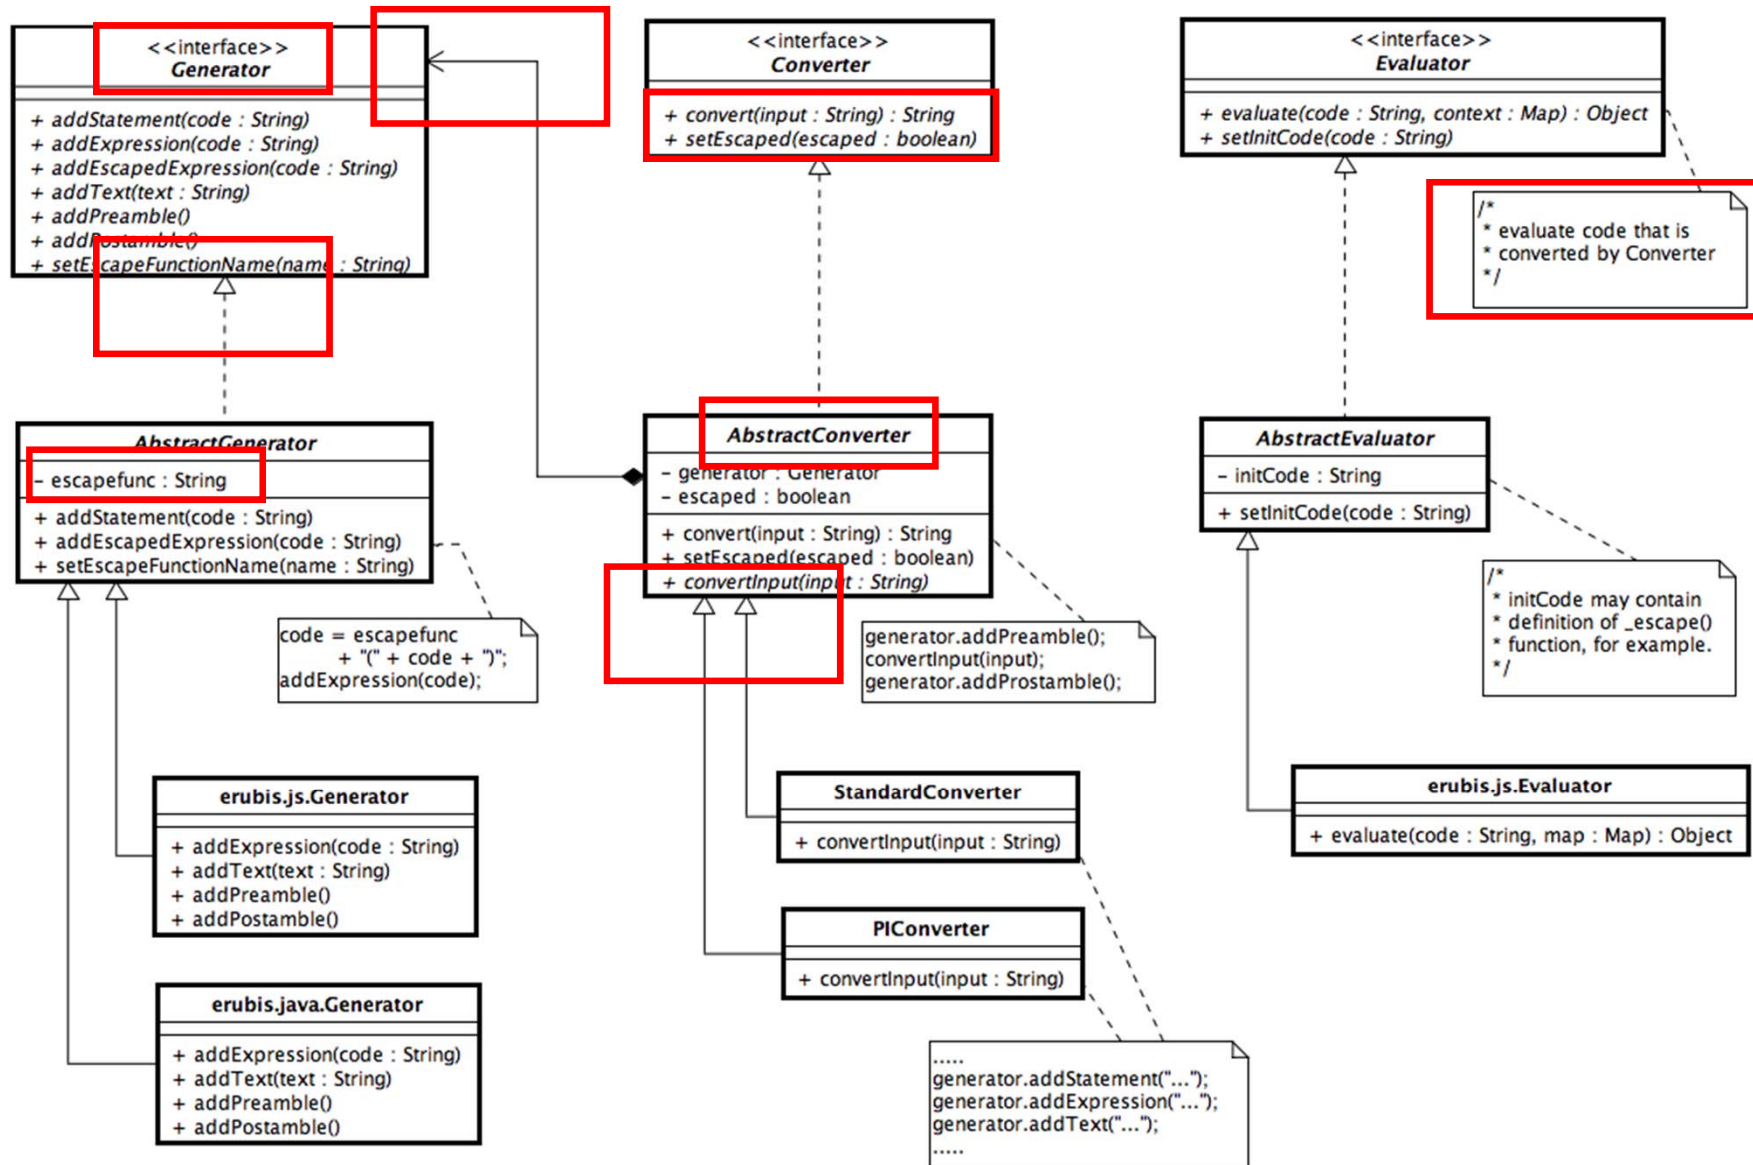 <<interface>>
Generator
+ addStatement(code : String)
+ addExpression(code : String)
+ addEscapedExpression(code : String)
+ addText(text : String)
+ addPreamble()
+ addPostamble()
+ setEscapeFunctionName(name : String)
<<interface>>
Converter
+ convert(input : String) : String
+ setEscaped(escaped : boolean)
<<interface>>
Evaluator
+ evaluate(code : String, context : Map) : Object
+ setInitCode(code : String)
/*
* evaluate code that is
* converted by Converter
*/
AbstractGenerator
- escapefunc : String
+ addStatement(code : String)
+ addEscapedExpression(code : String)
+ setEscapeFunctionName(name : String)
code = escapefunc
+ "(" + code + ")";
addExpression(code);
AbstractConverter
- generator : Generator
- escaped : boolean
+ convert(input : String) : String
+ setEscaped(escaped : boolean)
+ convertInput(input : String)
generator.addPreamble();
convertInput(input);
generator.addProstamble();
AbstractEvaluator
- initCode : String
+ setInitCode(code : String)
/*
* initCode may contain
* definition of _escape()
* function, for example.
*/
erubis.js.Generator
+ addExpression(code : String)
+ addText(text : String)
+ addPreamble()
+ addPostamble()
StandardConverter
+ convertInput(input : String)
erubis.js.Evaluator
+ evaluate(code : String, map : Map) : Object
PIConverter
+ convertInput(input : String)
erubis.java.Generator
+ addExpression(code : String)
+ addText(text : String)
+ addPreamble()
+ addPostamble()
.....
generator.addStatement("...");
generator.addExpression("...");
generator.addText("...");
.....